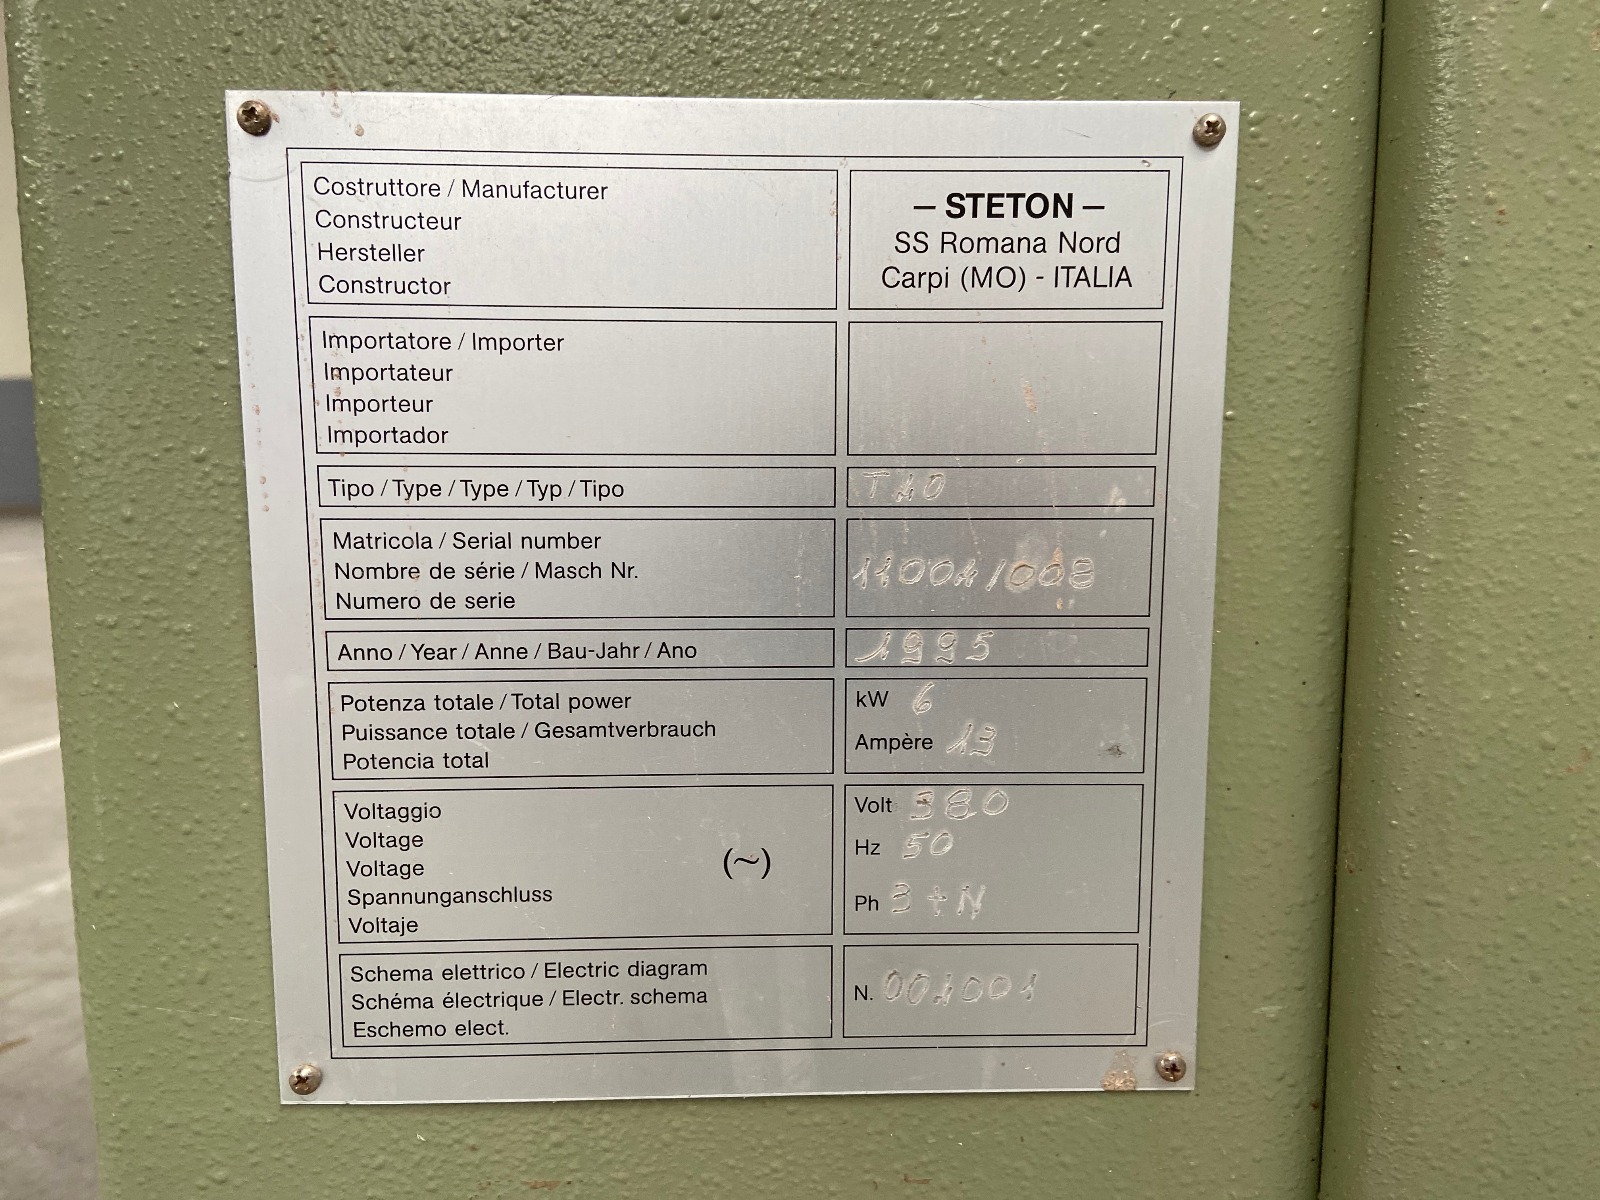 Costruttore / Manufacturer
Constructeur
Hersteller
Constructor
– STETON –
SS Romana Nord
Carpi (MO) - ITALIA
Importatore / Importer
Importateur
Importeur
Importador
Tipo / Type / Type / Typ / Tipo
T10
Matricola / Serial number
Nombre de série / Masch Nr.
Numero de serie
11001/008
Anno / Year / Anne / Bau-Jahr / Ano
1995
Potenza totale / Total power
Puissance totale / Gesamtverbrauch
Potencia total
kW 6
Ampère 13
Voltaggio
Voltage
Voltage
Spannunganschluss
Voltaje
(~)
Volt 380
Hz 50
Ph 3+N
Schema elettrico / Electric diagram
Schéma électrique / Electr. schema
Eschemo elect.
N. 001001